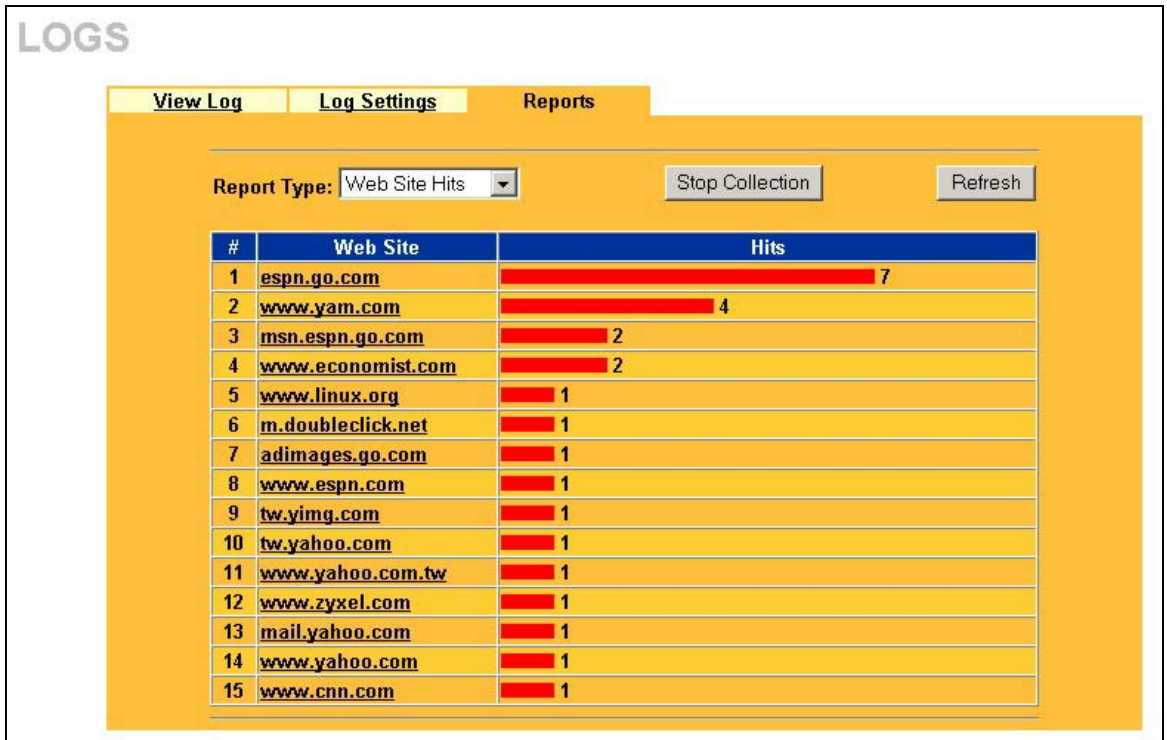 LOGS
View Log Log Settings Reports
Report Type: Web Site Hits Stop Collection Refresh
# Web Site Hits
1 espn.go.com 7
2 www.yam.com 4
3 msn.espn.go.com 2
4 www.economist.com 2
5 www.linux.org 1
6 m.doubleclick.net 1
7 adimages.go.com 1
8 www.espn.com 1
9 tw.yimg.com 1
10 tw.yahoo.com 1
11 www.yahoo.com.tw 1
12 www.zyxel.com 1
13 mail.yahoo.com 1
14 www.yahoo.com 1
15 www.cnn.com 1